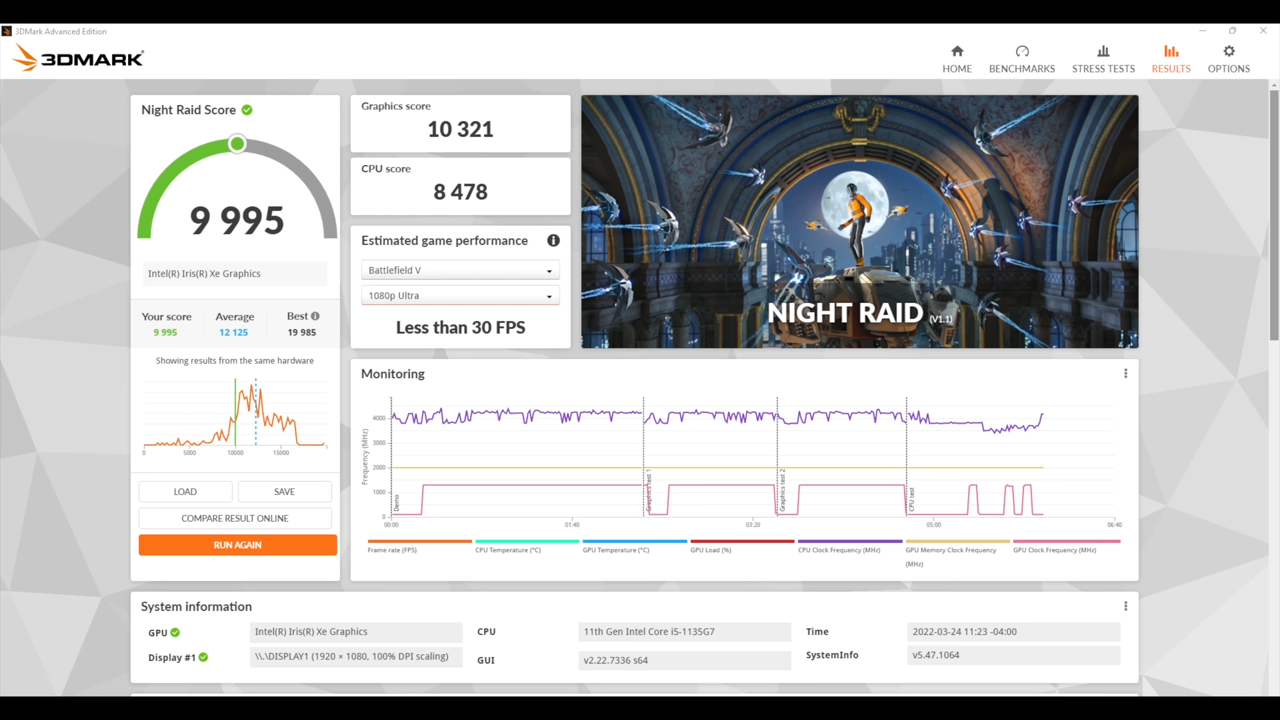 3DMark Advanced Edition
3DMARK
HOME
BENCHMARKS
STRESS TESTS
RESULTS
OPTIONS
Night Raid Score
9 995
Intel(R) Iris(R) Xe Graphics
Your score
Average
Best
9 995
12 125
19 985
Showing results from the same hardware
0
5000
10000
15000
LOAD
SAVE
COMPARE RESULT ONLINE
RUN AGAIN
Graphics score
10 321
CPU score
8 478
Estimated game performance
Battlefield V
1080p Ultra
Less than 30 FPS
NIGHT RAID (V1.1)
Monitoring
Frequency (MHz)
4000
3000
2000
1000
0
Demo
Graphics test 1
Graphics test 2
CPU test
00:00
01:40
03:20
05:00
06:40
Frame rate (FPS)
CPU Temperature (°C)
GPU Temperature (°C)
GPU Load (%)
CPU Clock Frequency (MHz)
GPU Memory Clock Frequency
(MHz)
GPU Clock Frequency (MHz)
System information
GPU
Intel(R) Iris(R) Xe Graphics
Display #1
\\.\DISPLAY1 (1920 × 1080, 100% DPI scaling)
CPU
11th Gen Intel Core i5-1135G7
GUI
v2.22.7336 s64
Time
2022-03-24 11:23 -04:00
SystemInfo
v5.47.1064